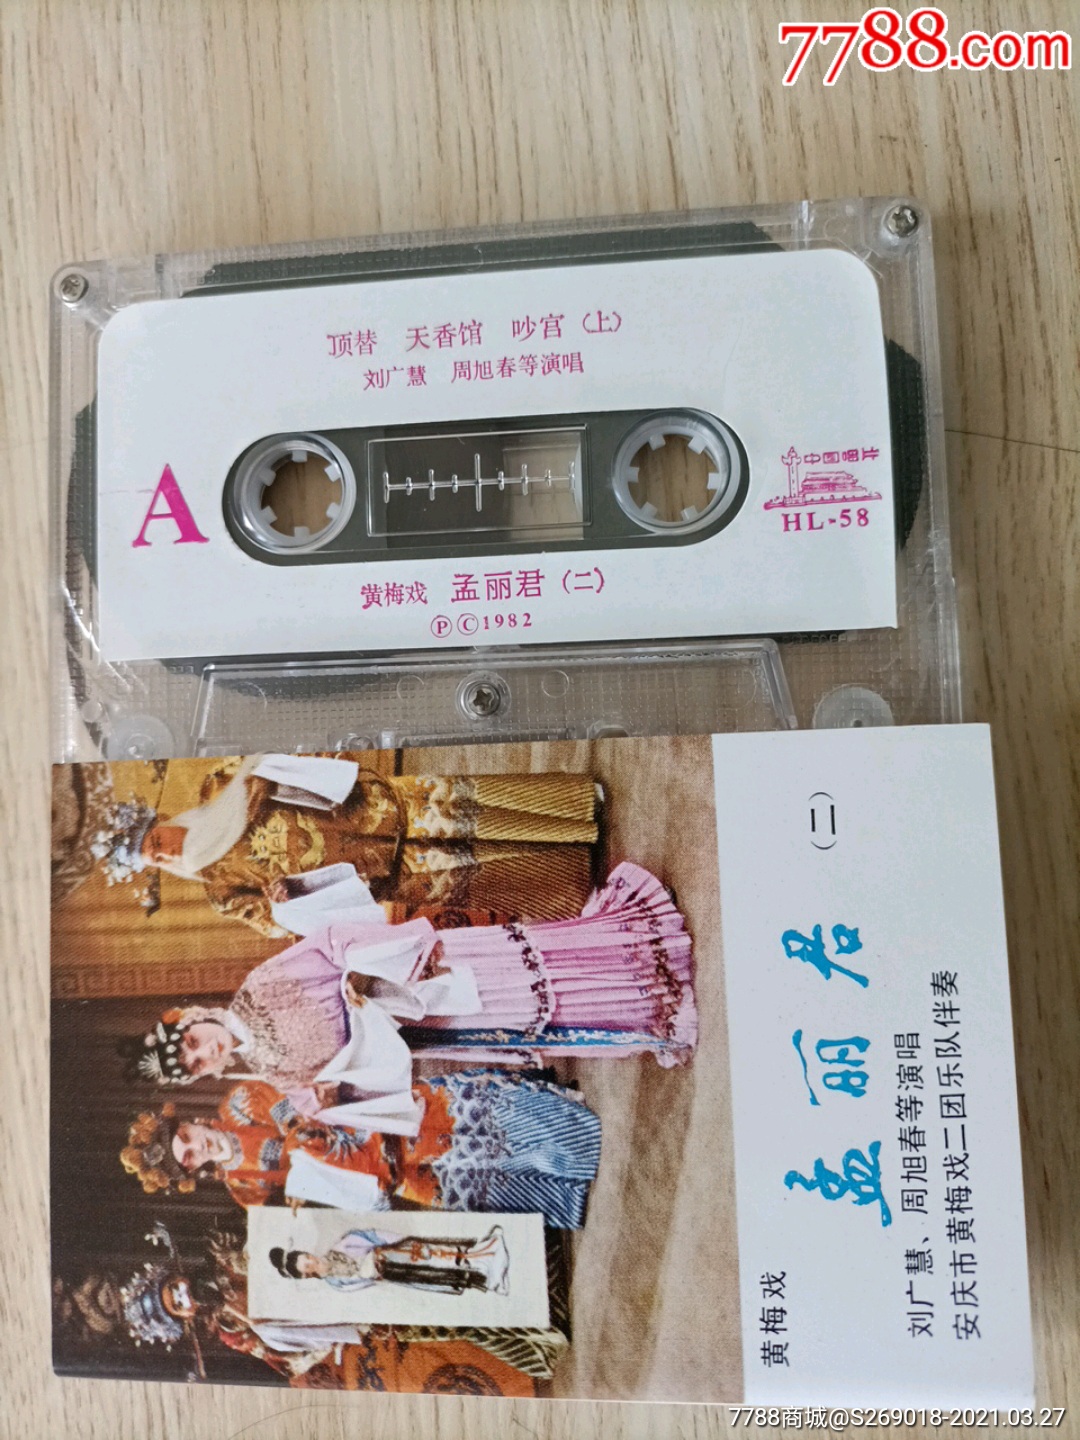 7788.com
顶替 天香馆 吵宫（上）
刘广慧 周旭春等演唱
A
中国唱片
HL-58
黄梅戏 孟丽君（二）
Ⓟ Ⓒ 1982
黄梅戏
孟丽君（二）
刘广慧、周旭春等演唱
安庆市黄梅戏二团乐队伴奏
7788商城@S269018-2021.03.27